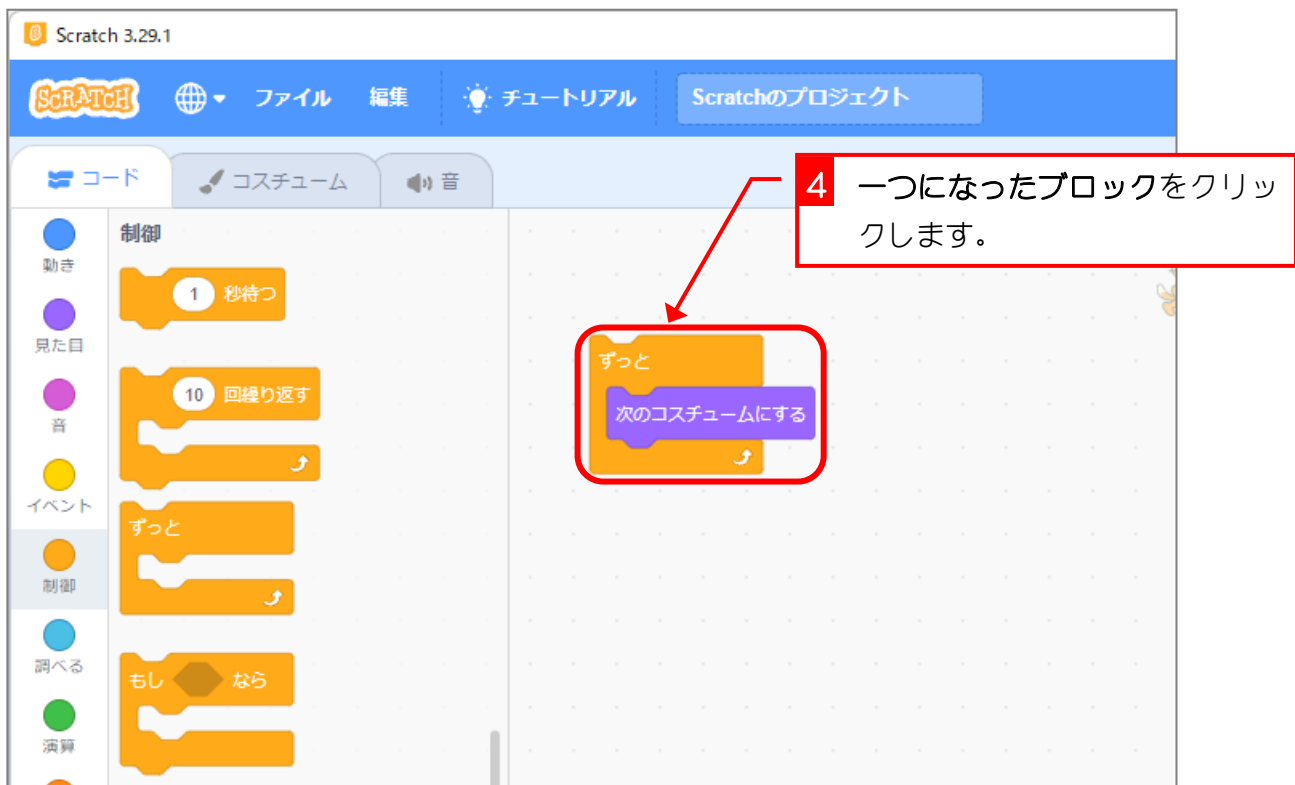 Scratch 3.29.1
SCRATCH ファイル 編集 チュートリアル Scratchのプロジェクト
コード コスチューム 音
4 一つになったブロックをクリッ
クします。
動き
見た目
音
イベント
制御
調べる
演算
制御
1 秒待つ
10 回繰り返す
ずっと
もし なら
ずっと
次のコスチュームにする